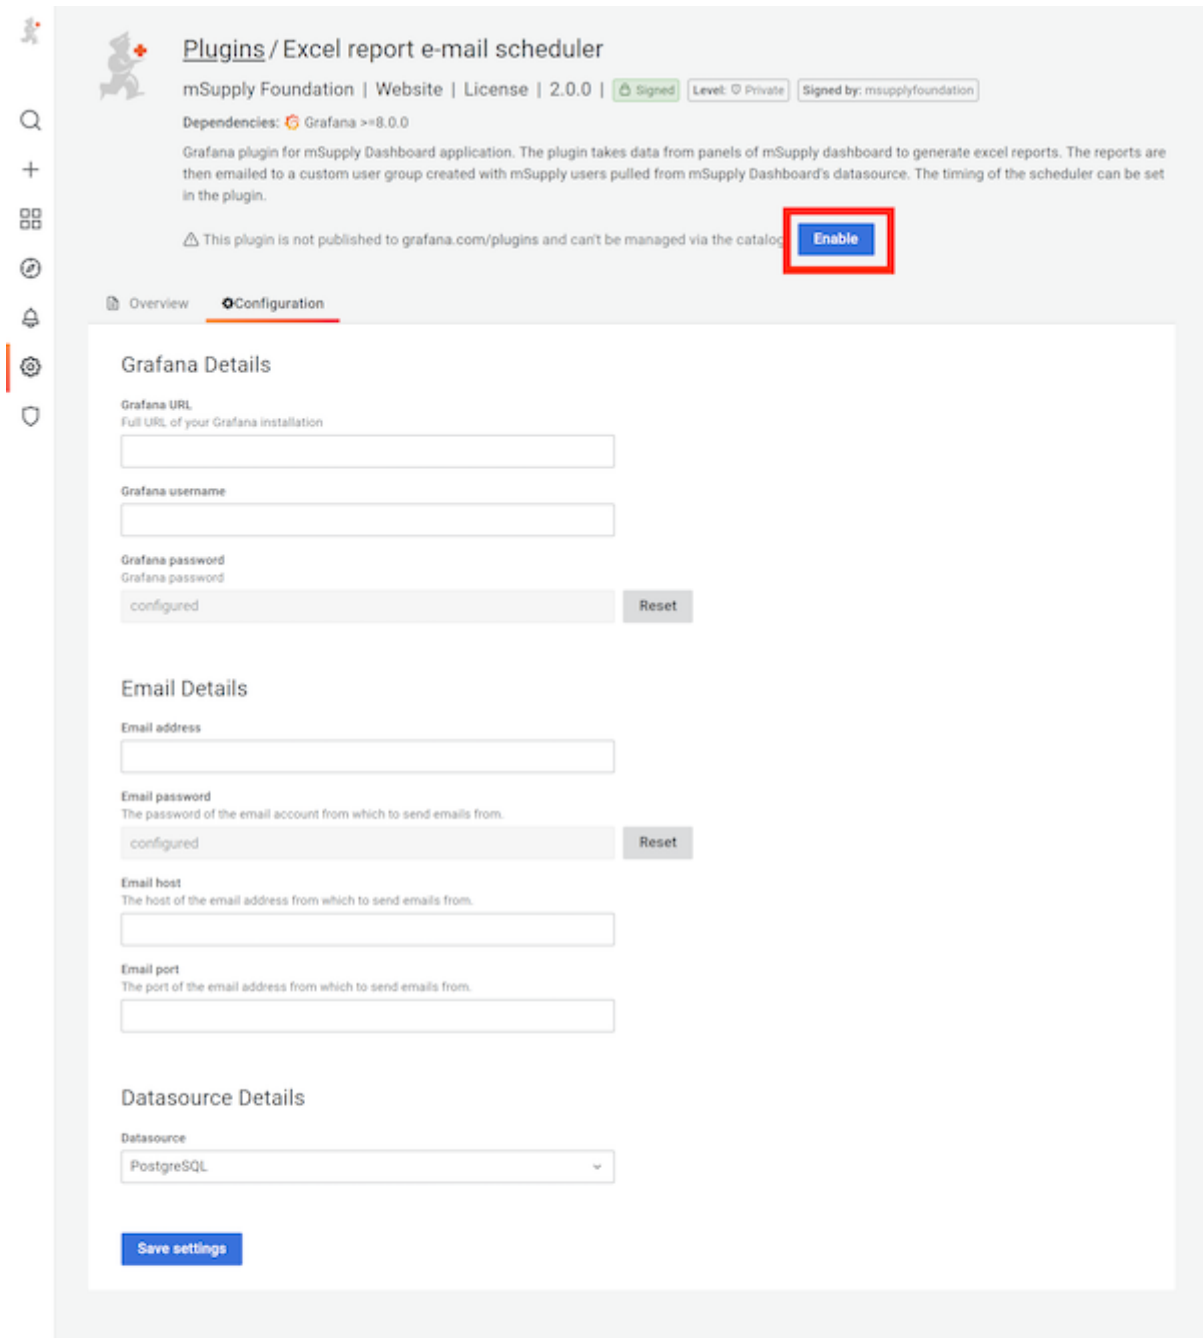 Plugins / Excel report e-mail scheduler
mSupply Foundation | Website | License | 2.0.0 | Signed Level: Private Signed by: msupplyfoundation
Dependencies: Grafana >=8.0.0
Grafana plugin for mSupply Dashboard application. The plugin takes data from panels of mSupply dashboard to generate excel reports. The reports are
then emailed to a custom user group created with mSupply users pulled from mSupply Dashboard's datasource. The timing of the scheduler can be set
in the plugin.
This plugin is not published to grafana.com/plugins and can't be managed via the catalog Enable
Overview Configuration
Grafana Details
Grafana URL
Full URL of your Grafana installation
Grafana username
Grafana password
Grafana password
configured Reset
Email Details
Email address
Email password
The password of the email account from which to send emails from.
configured Reset
Email host
The host of the email address from which to send emails from.
Email port
The port of the email address from which to send emails from.
Datasource Details
Datasource
PostgreSQL
Save settings